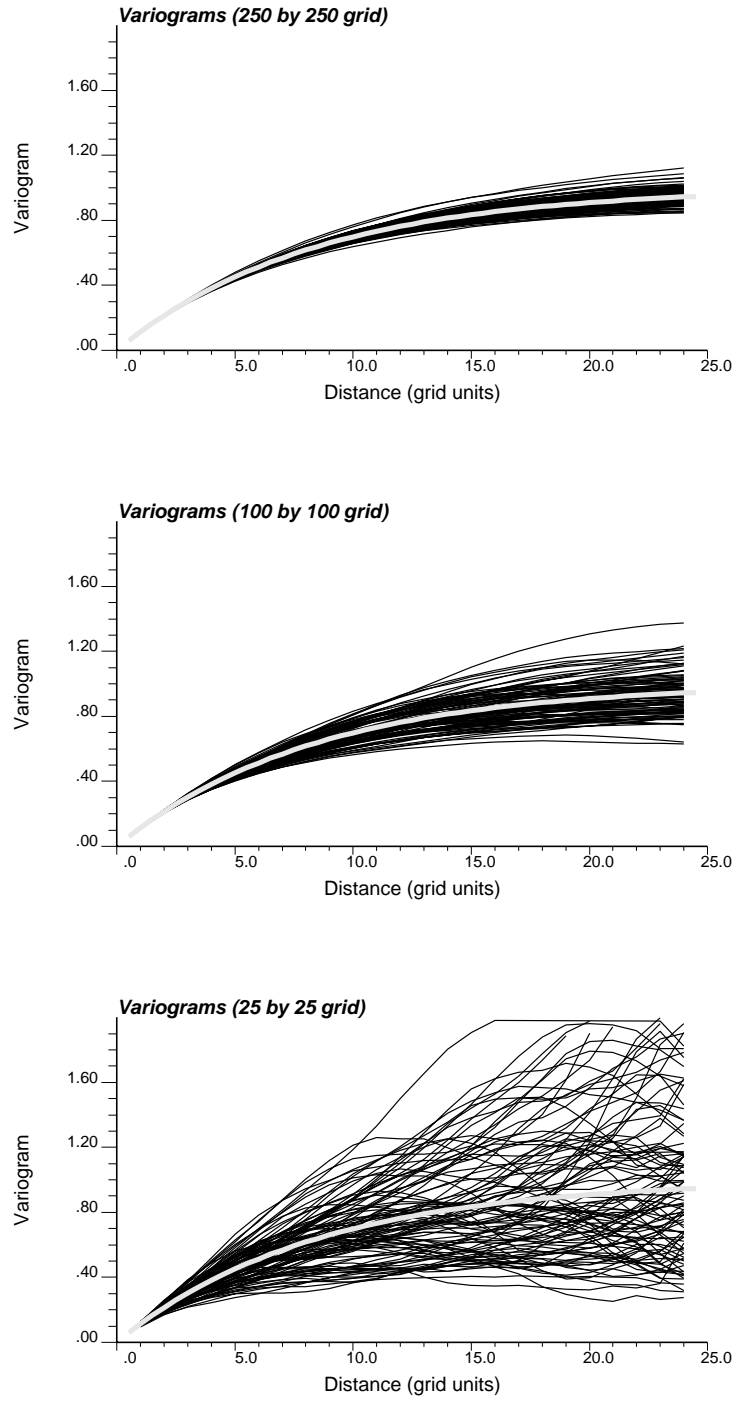 Variograms (250 by 250 grid)
Variogram
1.60
1.20
.80
.40
.00
.0 5.0 10.0 15.0 20.0 25.0
Distance (grid units)
Variograms (100 by 100 grid)
Variogram
1.60
1.20
.80
.40
.00
.0 5.0 10.0 15.0 20.0 25.0
Distance (grid units)
Variograms (25 by 25 grid)
Variogram
1.60
1.20
.80
.40
.00
.0 5.0 10.0 15.0 20.0 25.0
Distance (grid units)